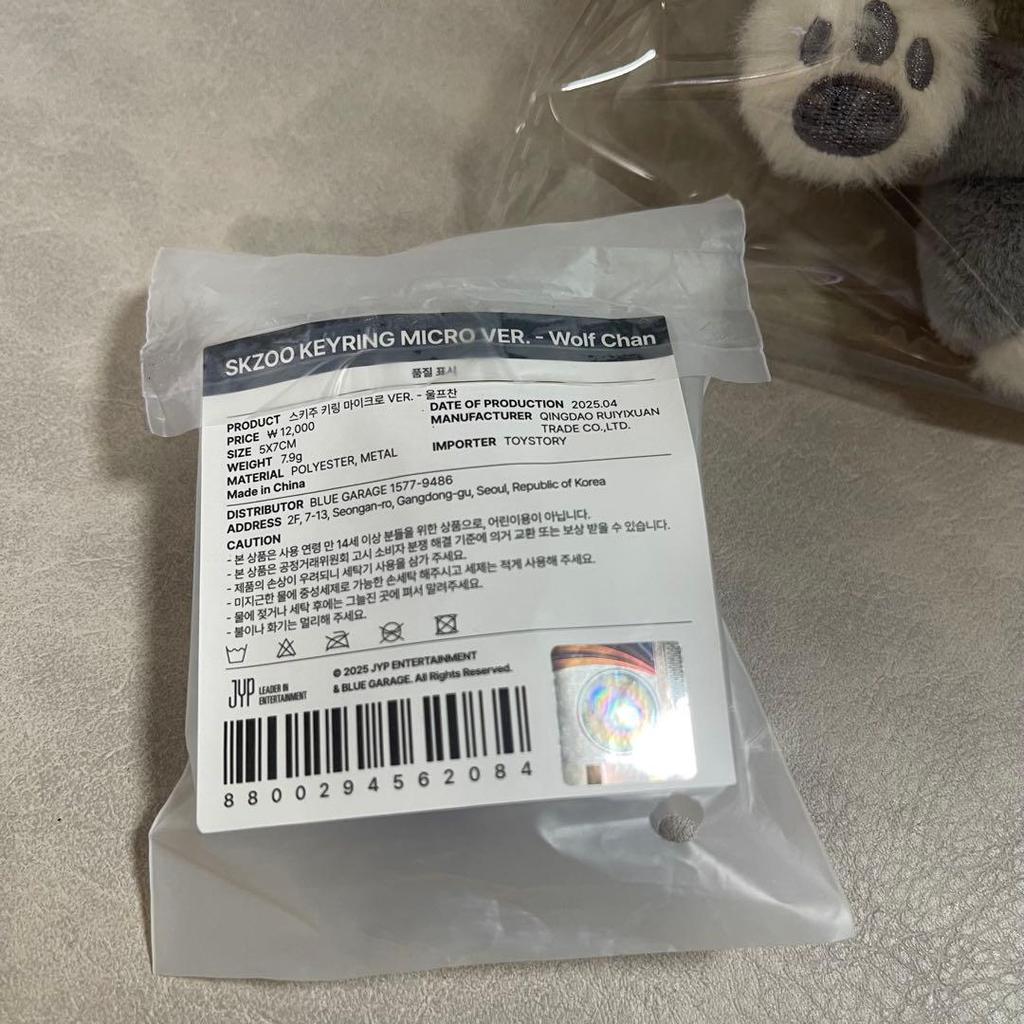 SKZOO KEYRING MICRO VER. - Wolf Chan
품질 표시
PRODUCT 스키주 키링 마이크로 VER. - 울프찬
PRICE ₩ 12,000
SIZE 5X7CM
WEIGHT 7.9g
MATERIAL POLYESTER, METAL
Made in China
DATE OF PRODUCTION 2025.04
MANUFACTURER QINGDAO RUIYIXUAN
TRADE CO.,LTD.
IMPORTER TOYSTORY
DISTRIBUTOR BLUE GARAGE 1577-9486
ADDRESS 2F, 7-13, Seongan-ro, Gangdong-gu, Seoul, Republic of Korea
CAUTION
- 본 상품은 사용 연령 만 14세 이상 분들을 위한 상품으로, 어린이용이 아닙니다.
- 본 상품은 공정거래위원회 고시 소비자 분쟁 해결 기준에 의거 교환 또는 보상 받을 수 있습니다.
- 제품의 손상이 우려되니 세탁기 사용을 삼가 주세요.
- 미지근한 물에 중성세제로 가능한 손세탁 해주시고 세제는 적게 사용해 주세요.
- 물에 젖거나 세탁 후에는 그늘진 곳에 펴서 말려주세요.
- 불이나 화기는 멀리해 주세요.
JYP LEADER IN
ENTERTAINMENT
© 2025 JYP ENTERTAINMENT
& BLUE GARAGE. All Rights Reserved.
8800294562084